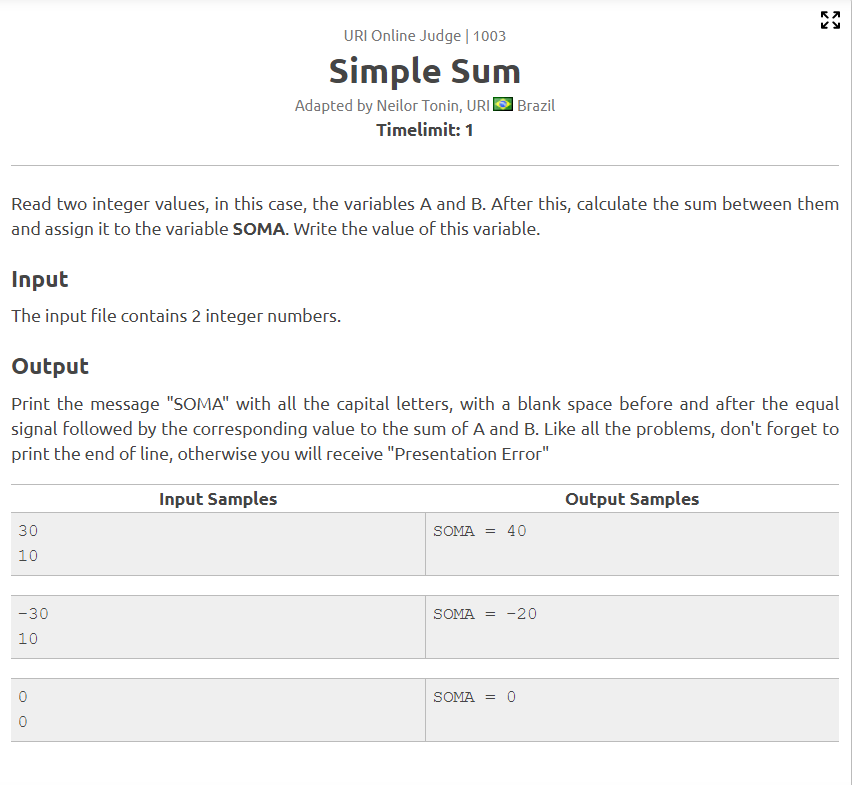 URI Online Judge | 1003
Simple Sum
Adapted by Neilor Tonin, URI Brazil
Timelimit: 1
Read two integer values, in this case, the variables A and B. After this, calculate the sum between them
and assign it to the variable SOMA. Write the value of this variable.
Input
The input file contains 2 integer numbers.
Output
Print the message "SOMA" with all the capital letters, with a blank space before and after the equal
signal followed by the corresponding value to the sum of A and B. Like all the problems, don't forget to
print the end of line, otherwise you will receive "Presentation Error"
Input Samples Output Samples
30 SOMA = 40
10
-30 SOMA = -20
10
0 SOMA = 0
0